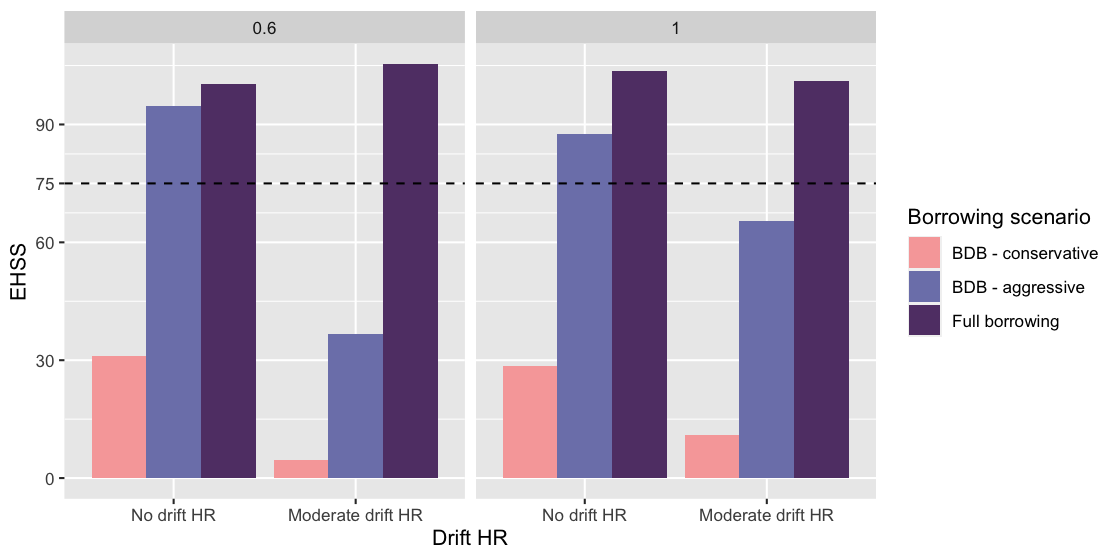 0.6
1
EHSS
90
75
60
30
0
No drift HR
Moderate drift HR
No drift HR
Moderate drift HR
Drift HR
Borrowing scenario
BDB - conservative
BDB - aggressive
Full borrowing